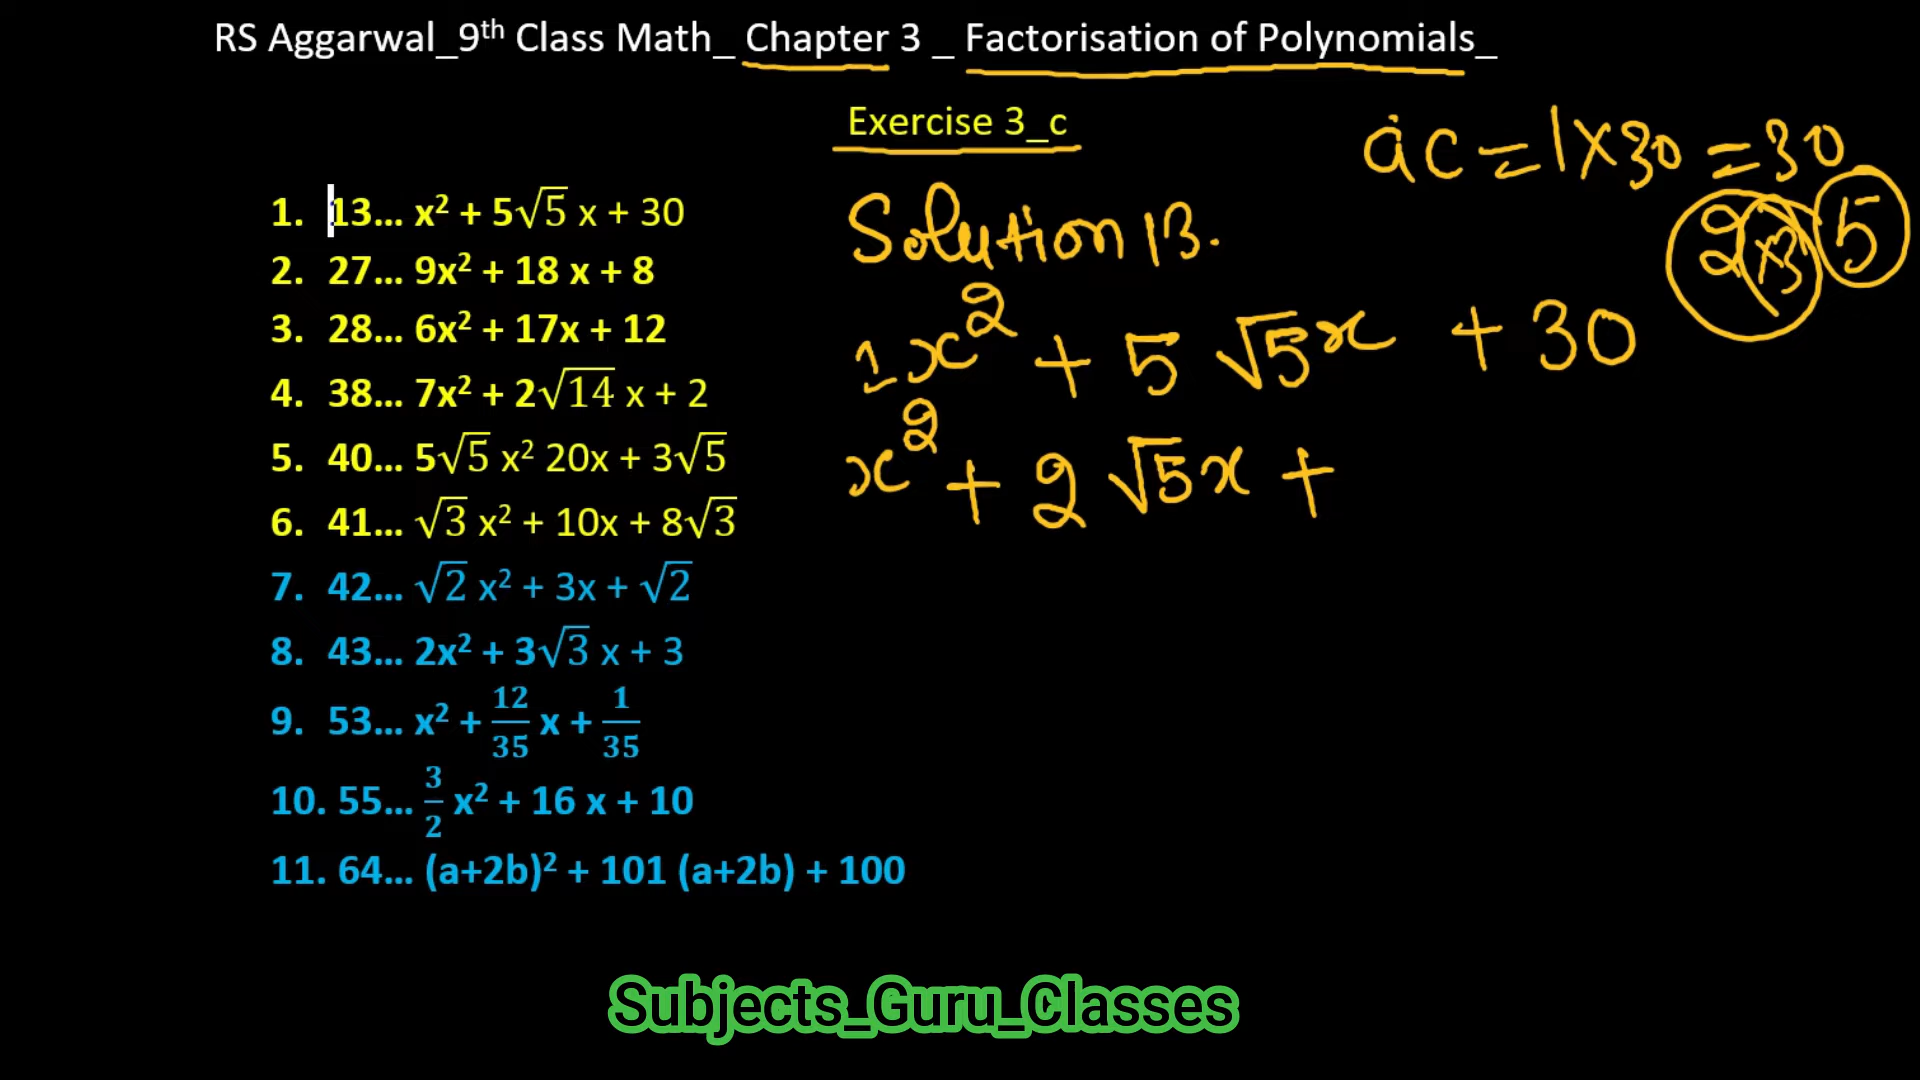 RS Aggarwal_9th Class Math_ Chapter 3 _ Factorisation of Polynomials_
Exercise 3_c
1. 13... x² + 5√5 x + 30
2. 27... 9x² + 18 x + 8
3. 28... 6x² + 17x + 12
4. 38... 7x² + 2√14 x + 2
5. 40... 5√5 x² 20x + 3√5
6. 41... √3 x² + 10x + 8√3
7. 42... √2 x² + 3x + √2
8. 43... 2x² + 3√3 x + 3
9. 53... x² + 12/35 x + 1/35
10. 55... 3/2 x² + 16 x + 10
11. 64... (a+2b)² + 101 (a+2b) + 100
ac = 1 × 30 = 30
2×3 5
Solution 13.
1x² + 5 √5x + 30
x² + 2 √5x +
Subjects_Guru_Classes